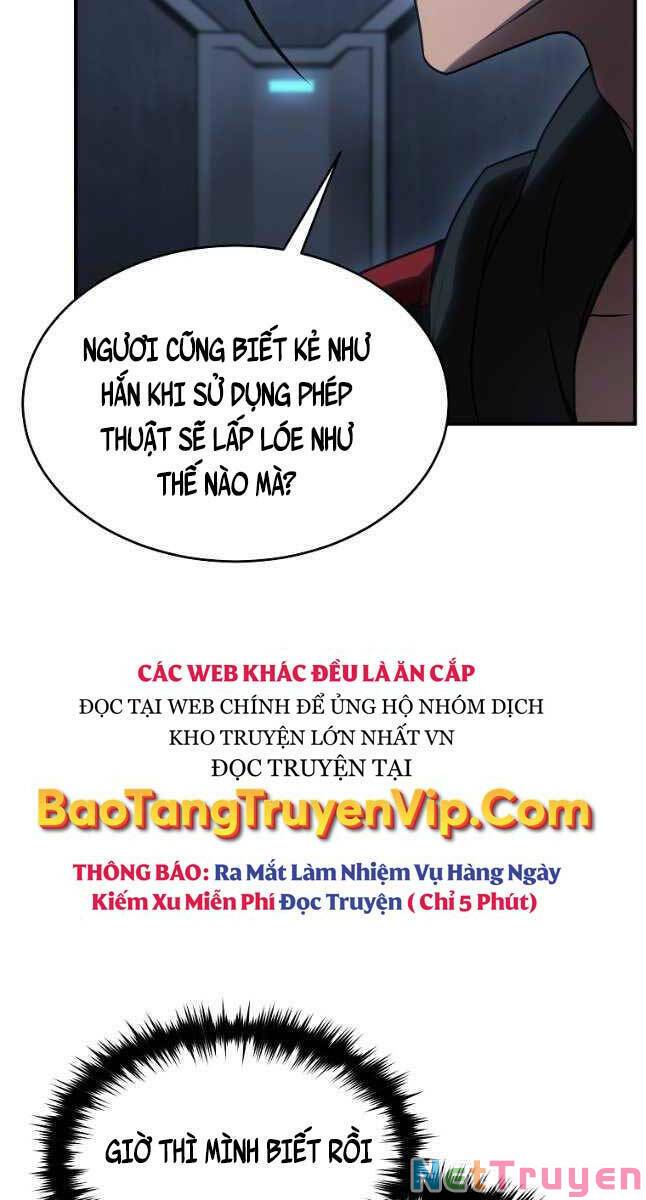 NGƯƠI CŨNG BIẾT KẺ NHƯ
HẮN KHI SỬ DỤNG PHÉP
THUẬT SẼ LẤP LÓE NHƯ
THẾ NÀO MÀ?
CÁC WEB KHÁC ĐỀU LÀ ĂN CẮP
ĐỌC TẠI WEB CHÍNH ĐỂ ỦNG HỘ NHÓM DỊCH
KHO TRUYỆN LỚN NHẤT VN
ĐỌC TRUYỆN TẠI
BaoTangTruyenVip.Com
THÔNG BÁO: Ra Mắt Làm Nhiệm Vụ Hàng Ngày
Kiếm Xu Miễn Phí Đọc Truyện ( Chỉ 5 Phút)
GIỜ THÌ MÌNH BIẾT RỒI
NetTruyen